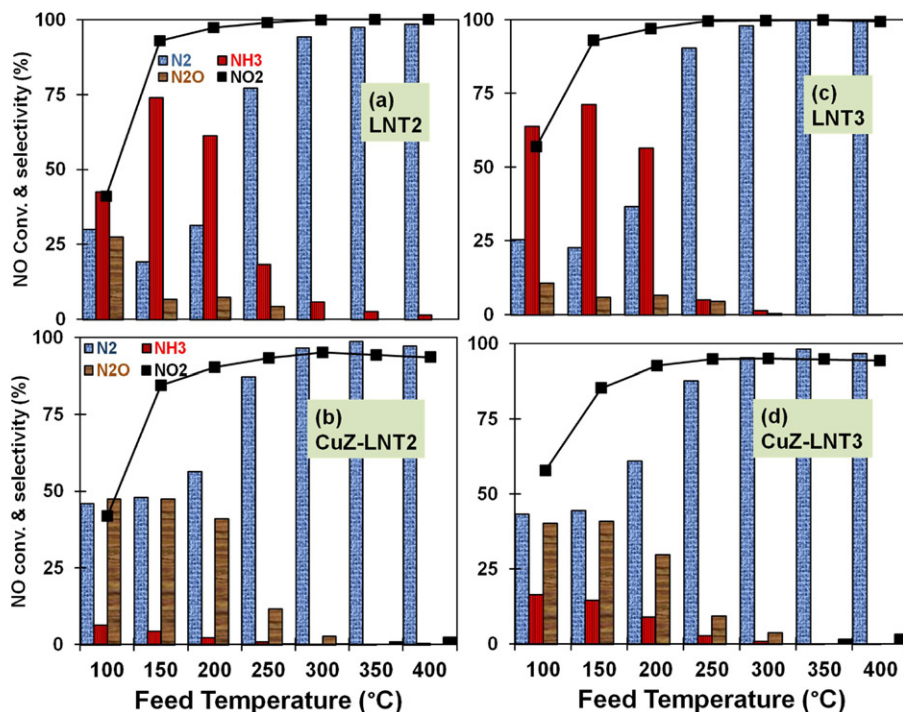 NO Conv. & selectivity (%)
100
75
50
25
0
N2 NH3
N2O NO2
(a)
LNT2
100
75
50
25
0
(c)
LNT3
NO conv. & selectivity (%)
100
75
50
25
0
N2 NH3
N2O NO2
(b)
CuZ-LNT2
100 150 200 250 300 350 400
Feed Temperature (°C)
100
75
50
25
0
(d)
CuZ-LNT3
100 150 200 250 300 350 400
Feed Temperature (°C)